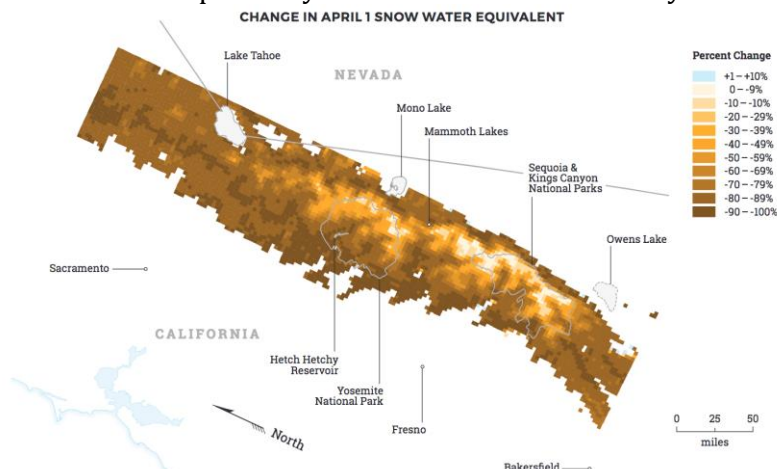 CHANGE IN APRIL 1 SNOW WATER EQUIVALENT
Lake Tahoe
NEVADA
Percent Change
+1 – +10%
0 – -9%
-10 – -10%
-20 – -29%
-30 – -39%
-40 – -49%
-50 – -59%
-60 – -69%
-70 – -79%
-80 – -89%
-90 – -100%
Mono Lake
Mammoth Lakes
Sequoia &
Kings Canyon
National Parks
Owens Lake
Sacramento
CALIFORNIA
Hetch Hetchy
Reservoir
Yosemite
National Park
Fresno
North
0 25 50
miles
Bakersfield